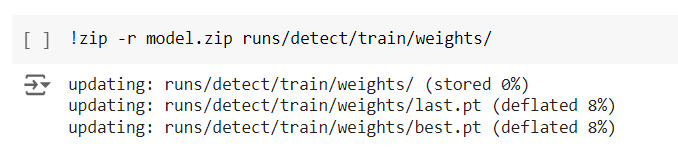 [ ] !zip -r model.zip runs/detect/train/weights/
updating: runs/detect/train/weights/ (stored 0%)
updating: runs/detect/train/weights/last.pt (deflated 8%)
updating: runs/detect/train/weights/best.pt (deflated 8%)